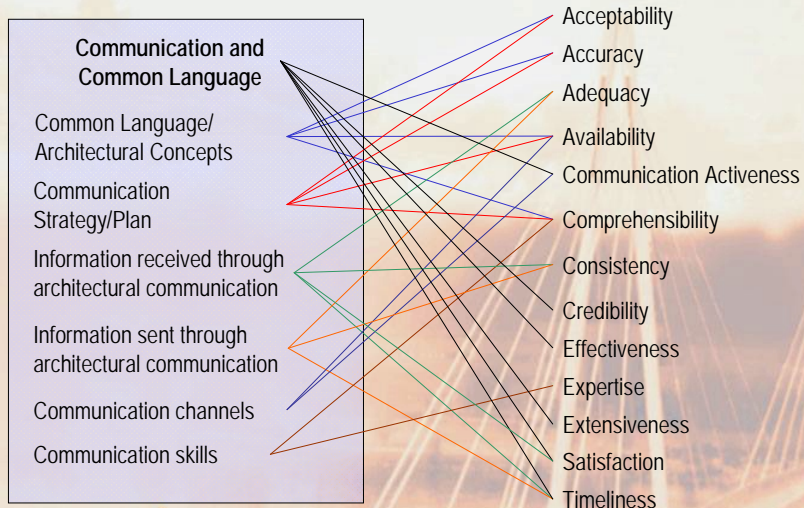 Communication and
Common Language
Common Language/
Architectural Concepts
Communication
Strategy/Plan
Information received through
architectural communication
Information sent through
architectural communication
Communication channels
Communication skills
Acceptability
Accuracy
Adequacy
Availability
Communication Activeness
Comprehensibility
Consistency
Credibility
Effectiveness
Expertise
Extensiveness
Satisfaction
Timeliness